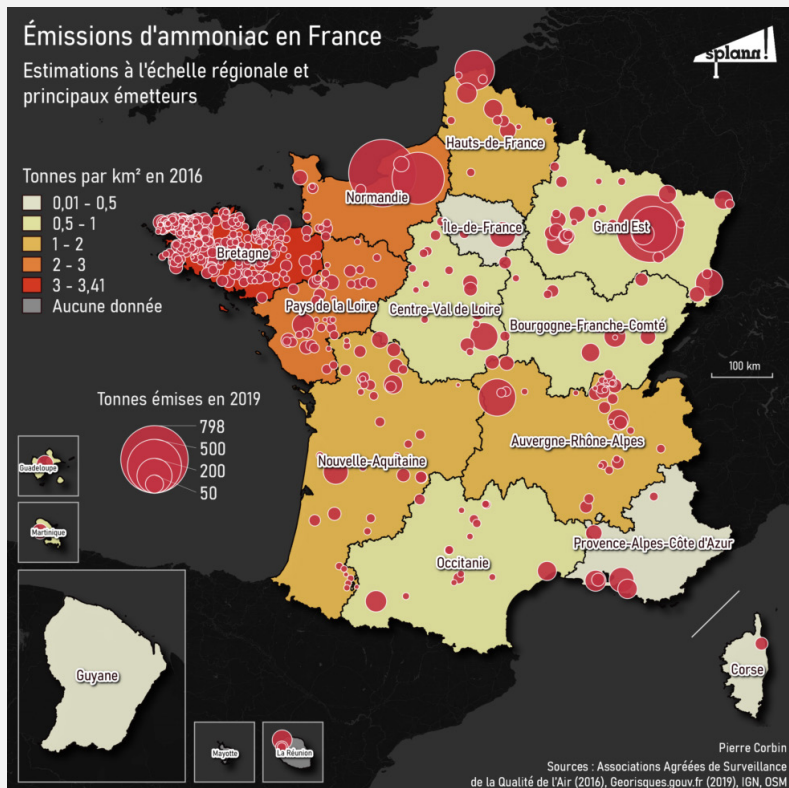 Émissions d'ammoniac en France
Estimations à l'échelle régionale et
principaux émetteurs
splann!
Tonnes par km² en 2016
0,01 - 0,5
0,5 - 1
1 - 2
2 - 3
3 - 3,41
Aucune donnée
Hauts-de-France
Normandie
Île-de-France
Grand Est
Bretagne
Pays de la Loire
Centre-Val de Loire
Bourgogne-Franche-Comté
100 km
Tonnes émises en 2019
798
500
200
50
Auvergne-Rhône-Alpes
Nouvelle-Aquitaine
Guadeloupe
Martinique
Provence-Alpes-Côte d'Azur
Occitanie
Guyane
Corse
Mayotte
La Réunion
Pierre Corbin
Sources : Associations Agréées de Surveillance
de la Qualité de l'Air (2016), Georisques.gouv.fr (2019), IGN, OSM